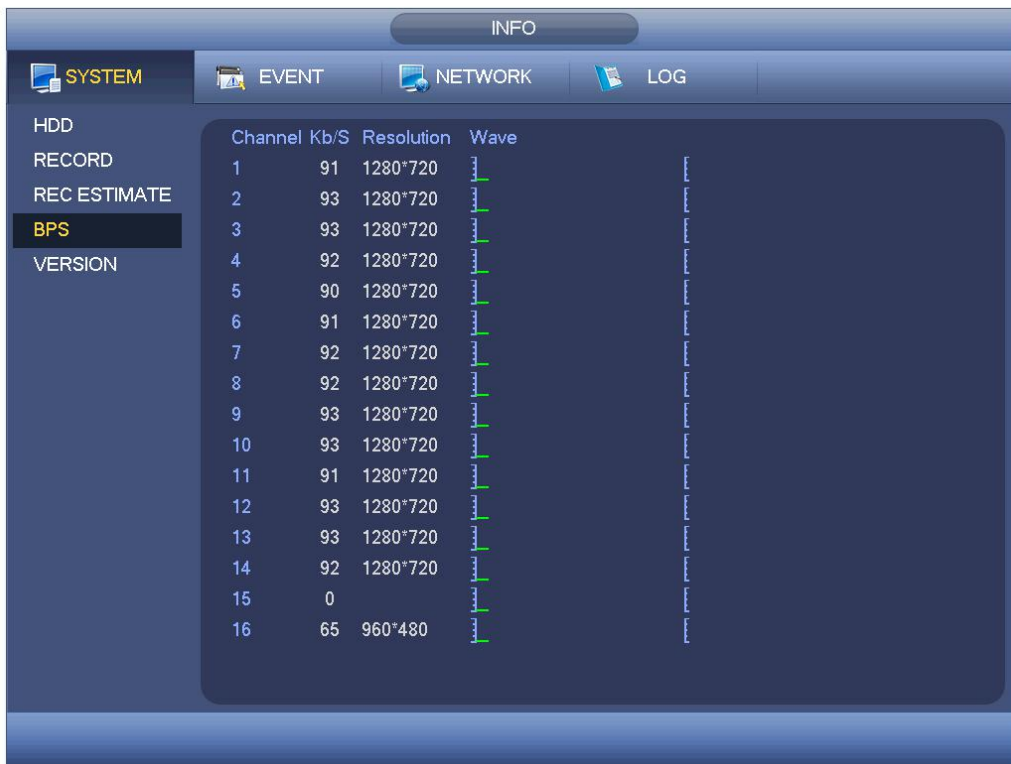 INFO
SYSTEM EVENT NETWORK LOG
HDD
RECORD
REC ESTIMATE
BPS
VERSION
Channel Kb/S Resolution Wave
1 91 1280*720
2 93 1280*720
3 93 1280*720
4 92 1280*720
5 90 1280*720
6 91 1280*720
7 92 1280*720
8 92 1280*720
9 93 1280*720
10 93 1280*720
11 91 1280*720
12 93 1280*720
13 93 1280*720
14 92 1280*720
15 0
16 65 960*480